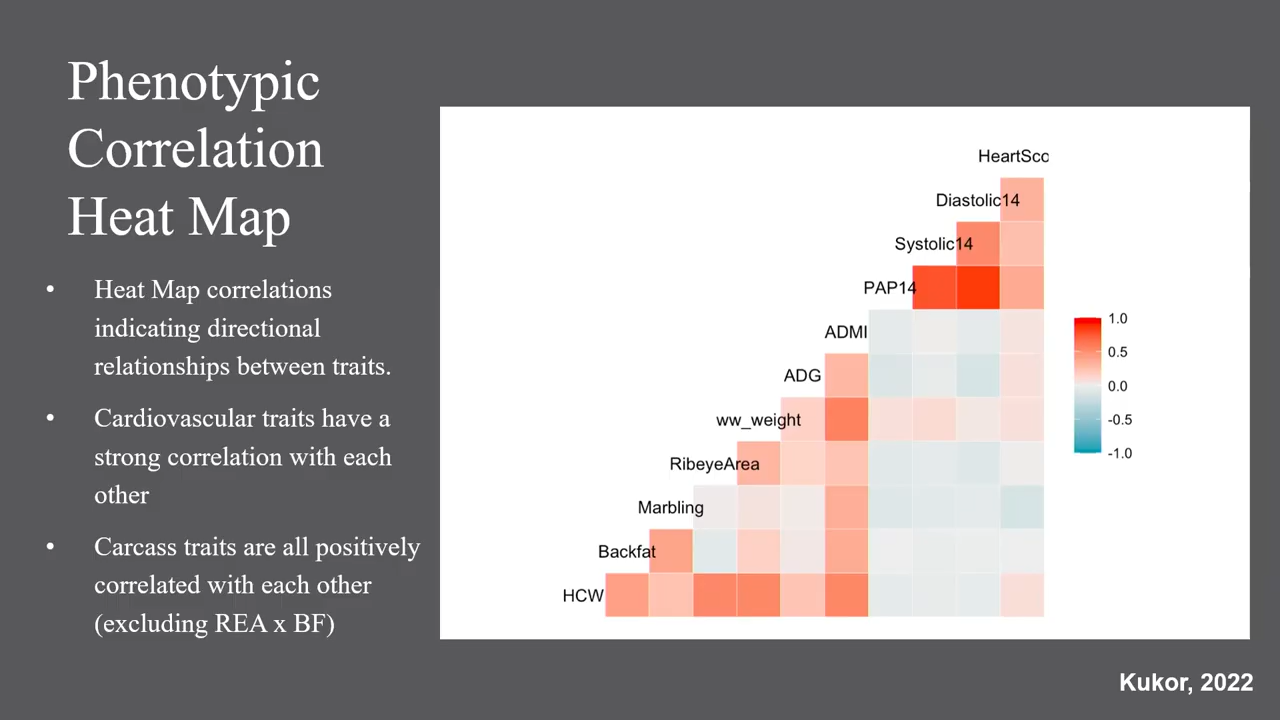 Phenotypic
Correlation
Heat Map
• Heat Map correlations
indicating directional
relationships between traits.
• Cardiovascular traits have a
strong correlation with each
other
• Carcass traits are all positively
correlated with each other
(excluding REA x BF)
HeartSco
Diastolic14
Systolic14
PAP14
ADMI
ADG
ww_weight
RibeyeArea
Marbling
Backfat
HCW
1.0
0.5
0.0
-0.5
-1.0
Kukor, 2022